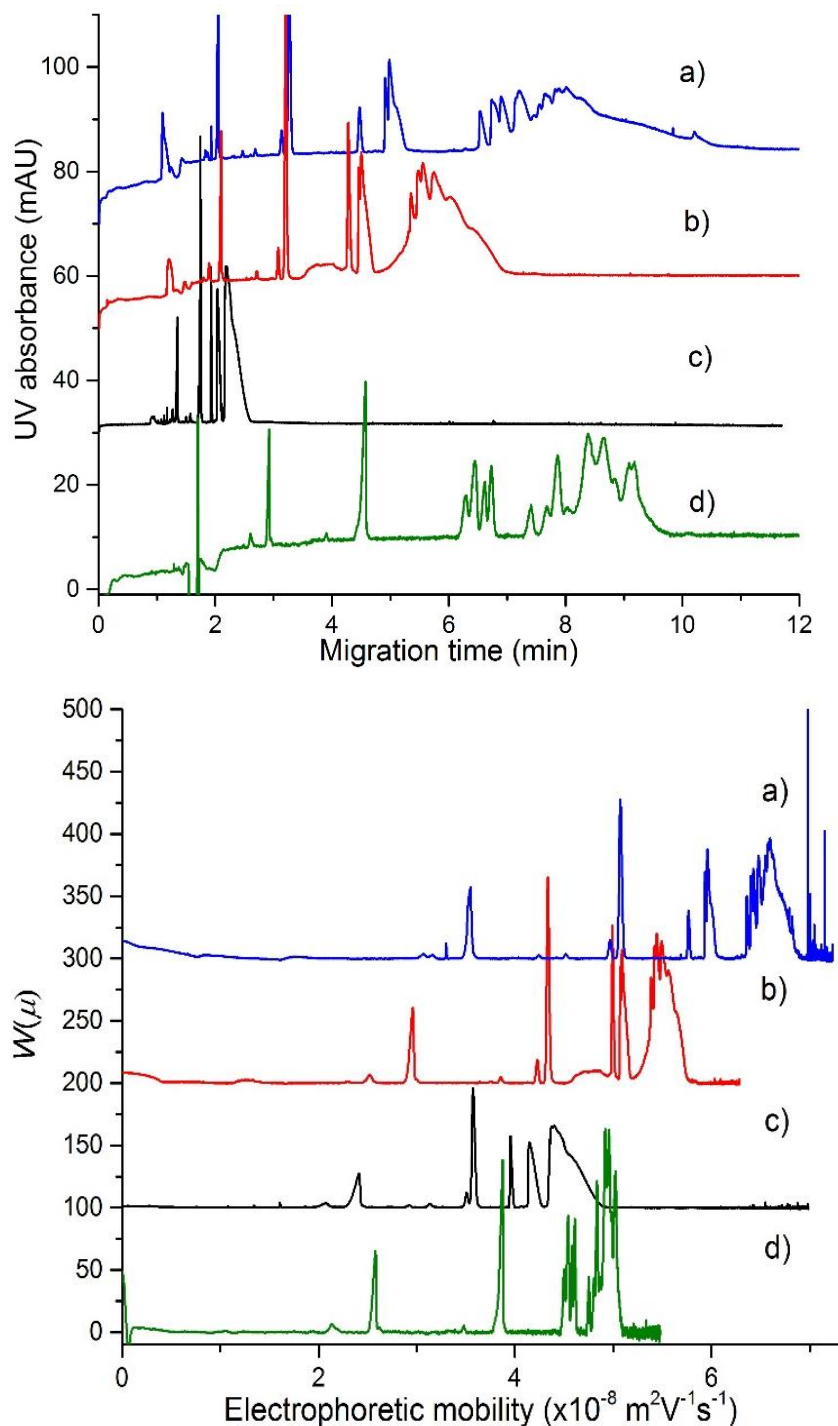 100
80
60
40
20
0
UV absorbance (mAU)
a)
b)
c)
d)
0 2 4 6 8 10 12
Migration time (min)
500
450
400
350
300
250
200
150
100
50
0
W(μ)
a)
b)
c)
d)
0 2 4 6
Electrophoretic mobility (x10⁻⁸ m²V⁻¹s⁻¹)